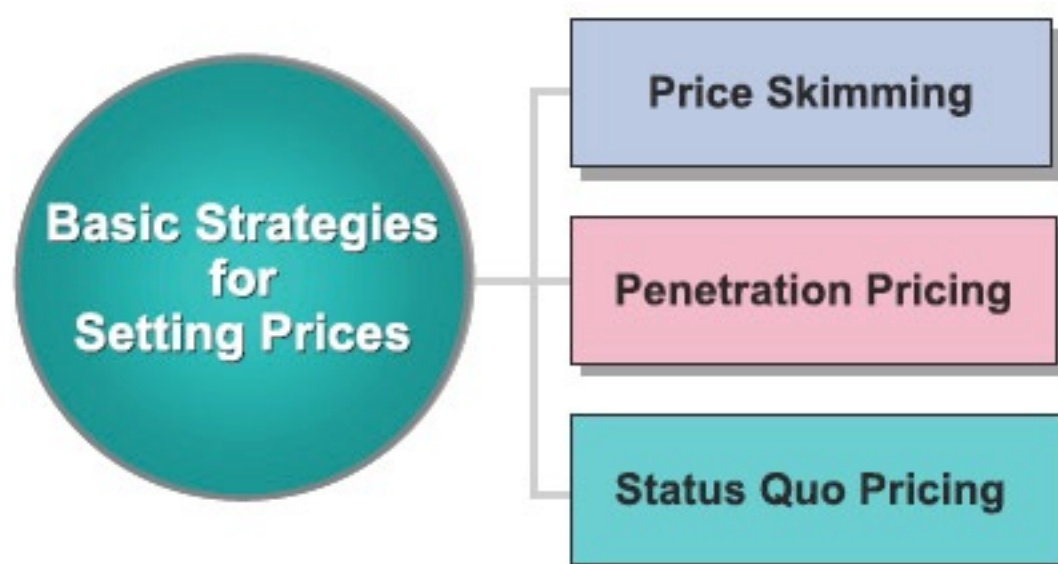 Basic Strategies
for
Setting Prices
Price Skimming
Penetration Pricing
Status Quo Pricing